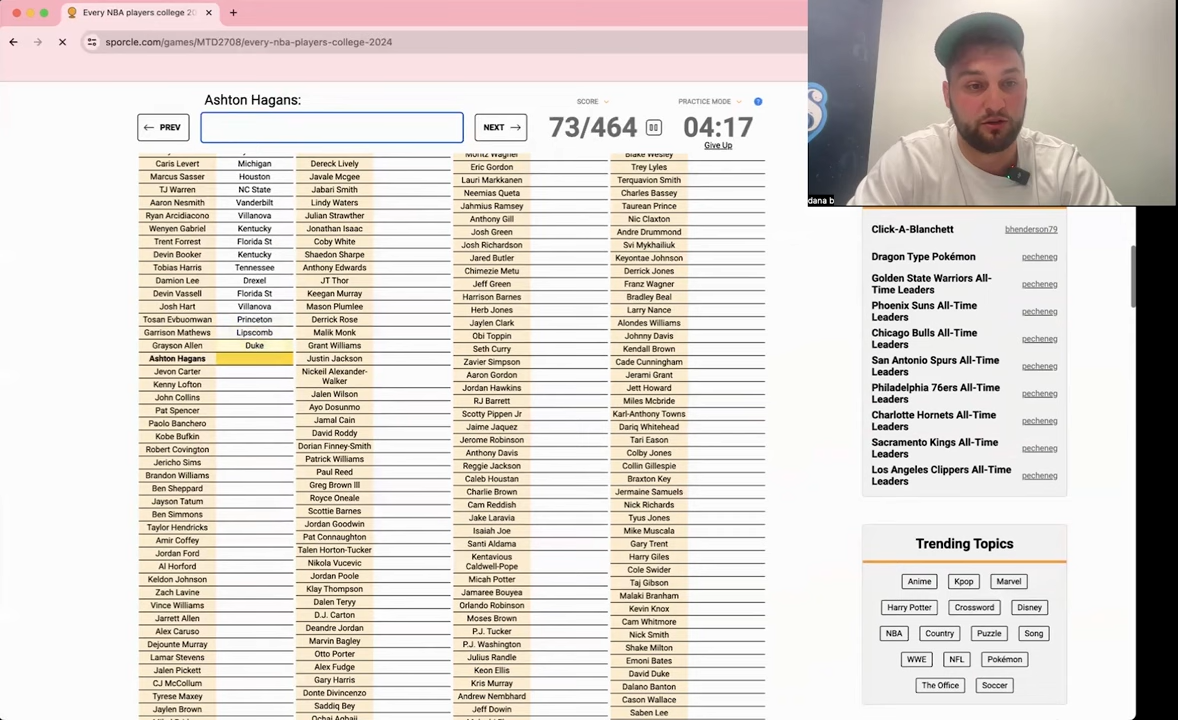 Every NBA players college 20
sporcle.com/games/MTD2708/every-nba-players-college-2024
Ashton Hagans:
PREV
NEXT
SCORE
73/464
PRACTICE MODE
04:17
Give Up
dana b
Caris Levert Michigan
Marcus Sasser Houston
TJ Warren NC State
Aaron Nesmith Vanderbilt
Ryan Arcidiacono Villanova
Wenyen Gabriel Kentucky
Trent Forrest Florida St
Devin Booker Kentucky
Tobias Harris Tennessee
Damion Lee Drexel
Devin Vassell Florida St
Josh Hart Villanova
Tosan Evbuomwan Princeton
Garrison Mathews Lipscomb
Grayson Allen Duke
Ashton Hagans
Jevon Carter
Kenny Lofton
John Collins
Pat Spencer
Paolo Banchero
Kobe Bufkin
Robert Covington
Jericho Sims
Brandon Williams
Ben Sheppard
Jayson Tatum
Ben Simmons
Taylor Hendricks
Amir Coffey
Jordan Ford
Al Horford
Keldon Johnson
Zach Lavine
Vince Williams
Jarrett Allen
Alex Caruso
Dejounte Murray
Lamar Stevens
Jalen Pickett
CJ McCollum
Tyrese Maxey
Jaylen Brown
Dereck Lively
Javale Mcgee
Jabari Smith
Lindy Waters
Julian Strawther
Jonathan Isaac
Coby White
Shaedon Sharpe
Anthony Edwards
JT Thor
Keegan Murray
Mason Plumlee
Derrick Rose
Malik Monk
Grant Williams
Justin Jackson
Nickeil Alexander-
Walker
Jalen Wilson
Ayo Dosunmo
Jamal Cain
David Roddy
Dorian Finney-Smith
Patrick Williams
Paul Reed
Greg Brown III
Royce Oneale
Scottie Barnes
Jordan Goodwin
Pat Connaughton
Talen Horton-Tucker
Nikola Vucevic
Jordan Poole
Klay Thompson
Dalen Teryy
D.J. Carton
Deandre Jordan
Marvin Bagley
Otto Porter
Alex Fudge
Gary Harris
Donte Divincenzo
Saddiq Bey
Ochai Agbaji
Moritz Wagner
Eric Gordon
Lauri Markkanen
Neemias Queta
Jahmius Ramsey
Anthony Gill
Josh Green
Josh Richardson
Jared Butler
Chimezie Metu
Jeff Green
Harrison Barnes
Herb Jones
Jaylen Clark
Obi Toppin
Seth Curry
Zavier Simpson
Aaron Gordon
Jordan Hawkins
RJ Barrett
Scotty Pippen Jr
Jaime Jaquez
Jerome Robinson
Anthony Davis
Reggie Jackson
Caleb Houstan
Charlie Brown
Cam Reddish
Jake Laravia
Isaiah Joe
Santi Aldama
Kentavious
Caldwell-Pope
Micah Potter
Jamaree Bouyea
Orlando Robinson
Moses Brown
P.J. Tucker
P.J. Washington
Julius Randle
Keon Ellis
Kris Murray
Andrew Nembhard
Jeff Dowin
Blake Wesley
Trey Lyles
Terquavion Smith
Charles Bassey
Taurean Prince
Nic Claxton
Andre Drummond
Svi Mykhailiuk
Keyontae Johnson
Derrick Jones
Franz Wagner
Bradley Beal
Larry Nance
Alondes Williams
Johnny Davis
Kendall Brown
Cade Cunningham
Jerami Grant
Jett Howard
Miles Mcbride
Karl-Anthony Towns
Dariq Whitehead
Tari Eason
Colby Jones
Collin Gillespie
Braxton Key
Jermaine Samuels
Nick Richards
Tyus Jones
Mike Muscala
Gary Trent
Harry Giles
Cole Swider
Taj Gibson
Malaki Branham
Kevin Knox
Cam Whitmore
Nick Smith
Shake Milton
Emoni Bates
David Duke
Dalano Banton
Cason Wallace
Saben Lee
Click-A-Blanchett bhenderson79
Dragon Type Pokémon pecheneg
Golden State Warriors All-
Time Leaders pecheneg
Phoenix Suns All-Time
Leaders pecheneg
Chicago Bulls All-Time
Leaders pecheneg
San Antonio Spurs All-Time
Leaders pecheneg
Philadelphia 76ers All-Time
Leaders pecheneg
Charlotte Hornets All-Time
Leaders pecheneg
Sacramento Kings All-Time
Leaders pecheneg
Los Angeles Clippers All-Time
Leaders pecheneg
Trending Topics
Anime Kpop Marvel
Harry Potter Crossword Disney
NBA Country Puzzle Song
WWE NFL Pokémon
The Office Soccer